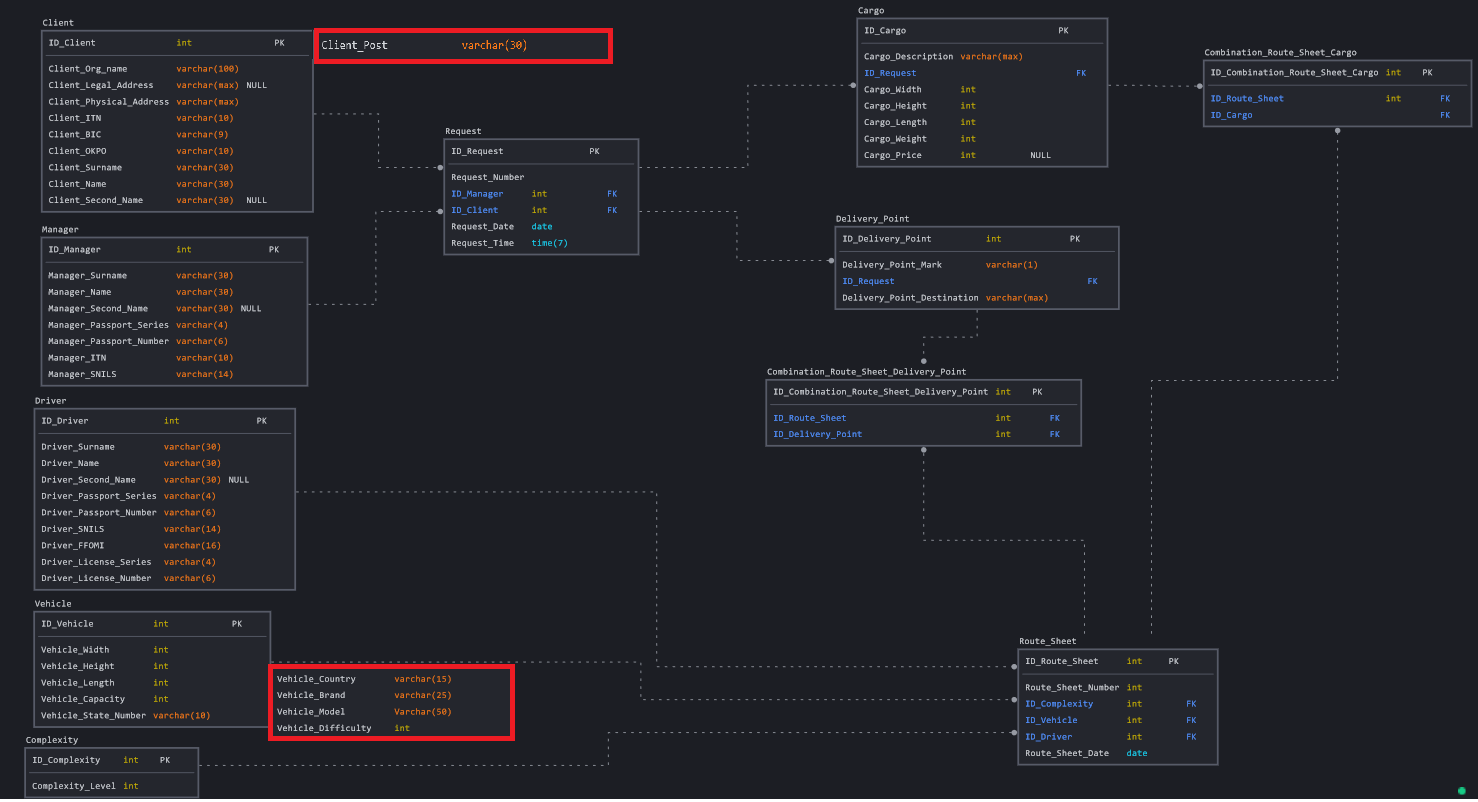 Client
ID_Client int PK
Client_Org_name varchar(100)
Client_Legal_Address varchar(max) NULL
Client_Physical_Address varchar(max)
Client_ITN varchar(10)
Client_BIC varchar(9)
Client_OKPO varchar(10)
Client_Surname varchar(30)
Client_Name varchar(30)
Client_Second_Name varchar(30) NULL
Client_Post varchar(30)
Manager
ID_Manager int PK
Manager_Surname varchar(30)
Manager_Name varchar(30)
Manager_Second_Name varchar(30) NULL
Manager_Passport_Series varchar(4)
Manager_Passport_Number varchar(6)
Manager_ITN varchar(10)
Manager_SNILS varchar(14)
Driver
ID_Driver int PK
Driver_Surname varchar(30)
Driver_Name varchar(30)
Driver_Second_Name varchar(30) NULL
Driver_Passport_Series varchar(4)
Driver_Passport_Number varchar(6)
Driver_SNILS varchar(14)
Driver_FFOMI varchar(16)
Driver_License_Series varchar(4)
Driver_License_Number varchar(6)
Vehicle
ID_Vehicle int PK
Vehicle_Width int
Vehicle_Height int
Vehicle_Length int
Vehicle_Capacity int
Vehicle_State_Number varchar(10)
Vehicle_Country varchar(15)
Vehicle_Brand varchar(25)
Vehicle_Model Varchar(50)
Vehicle_Difficulty int
Complexity
ID_Complexity int PK
Complexity_Level int
Request
ID_Request PK
Request_Number
ID_Manager int FK
ID_Client int FK
Request_Date date
Request_Time time(7)
Cargo
ID_Cargo PK
Cargo_Description varchar(max)
ID_Request FK
Cargo_Width int
Cargo_Height int
Cargo_Length int
Cargo_Weight int
Cargo_Price int NULL
Combination_Route_Sheet_Cargo
ID_Combination_Route_Sheet_Cargo int PK
ID_Route_Sheet int FK
ID_Cargo FK
Delivery_Point
ID_Delivery_Point int PK
Delivery_Point_Mark varchar(1)
ID_Request FK
Delivery_Point_Destination varchar(max)
Combination_Route_Sheet_Delivery_Point
ID_Combination_Route_Sheet_Delivery_Point int PK
ID_Route_Sheet int FK
ID_Delivery_Point int FK
Route_Sheet
ID_Route_Sheet int PK
Route_Sheet_Number int
ID_Complexity int FK
ID_Vehicle int FK
ID_Driver int FK
Route_Sheet_Date date